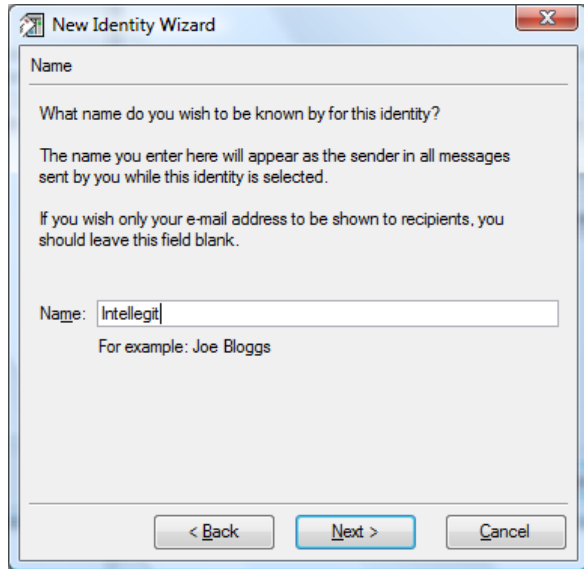 New Identity Wizard
Name
What name do you wish to be known by for this identity?
The name you enter here will appear as the sender in all messages
sent by you while this identity is selected.
If you wish only your e-mail address to be shown to recipients, you
should leave this field blank.
Name: Intellegit
For example: Joe Bloggs
< Back Next > Cancel